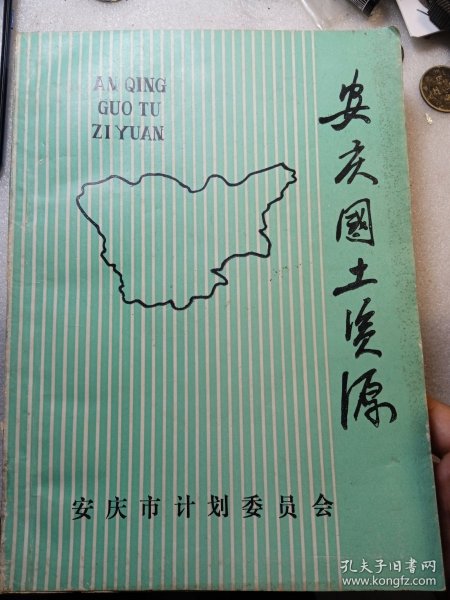 AN QING
GUO TU
ZI YUAN
安庆國土资源
安庆市计划委员会
孔夫子旧书网
www.kongfz.com